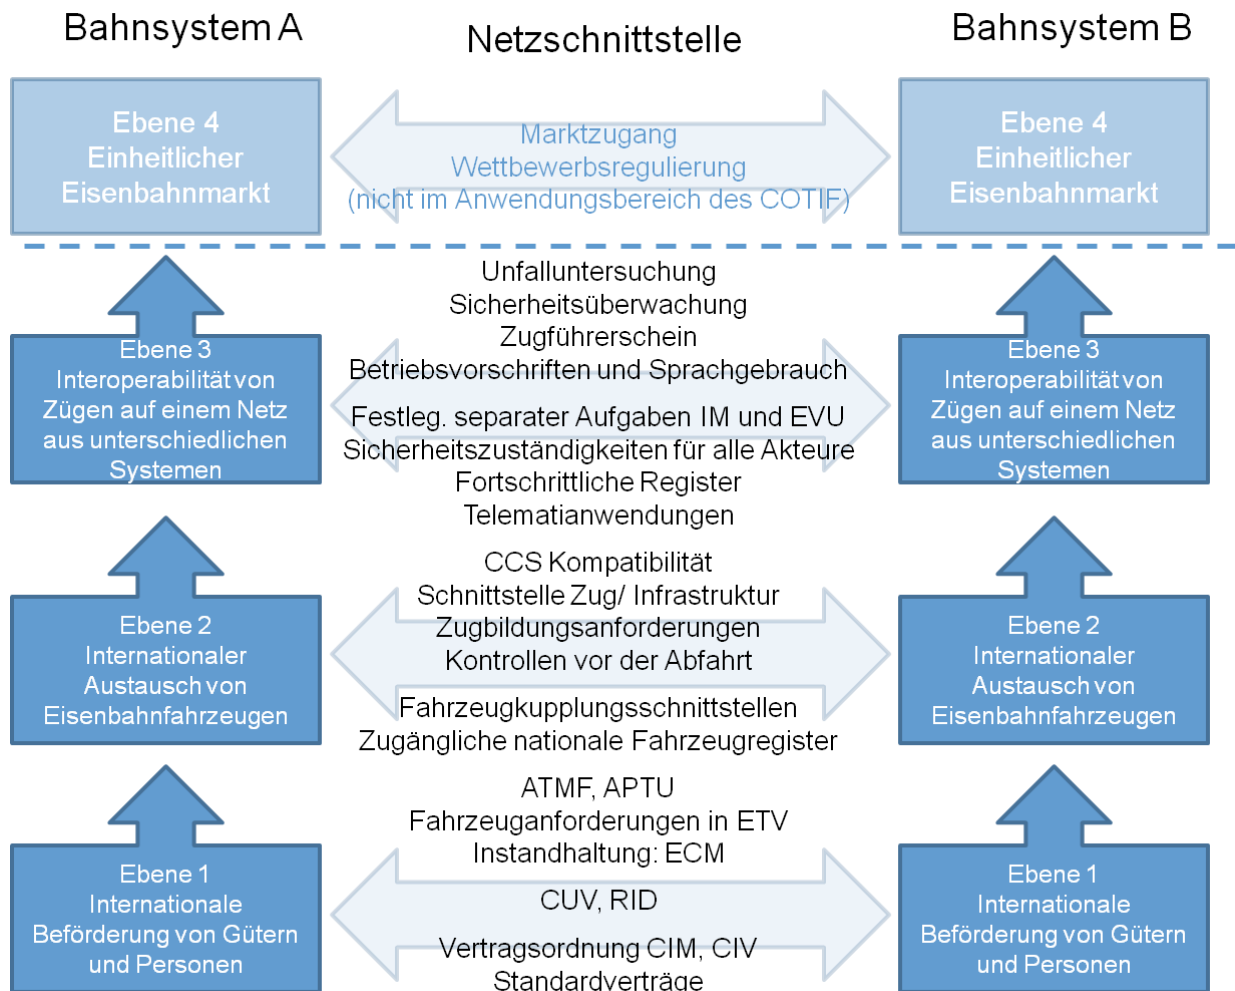 Bahnsystem A
Netzschnittstelle
Bahnsystem B
Ebene 4
Einheitlicher
Eisenbahnmarkt
Marktzugang
Wettbewerbsregulierung
(nicht im Anwendungsbereich des COTIF)
Ebene 4
Einheitlicher
Eisenbahnmarkt
Unfalluntersuchung
Sicherheitsüberwachung
Zugführerschein
Betriebsvorschriften und Sprachgebrauch
Festleg. separater Aufgaben IM und EVU
Sicherheitszuständigkeiten für alle Akteure
Fortschrittliche Register
Telematianwendungen
Ebene 3
Interoperabilität von
Zügen auf einem Netz
aus unterschiedlichen
Systemen
Ebene 3
Interoperabilität von
Zügen auf einem Netz
aus unterschiedlichen
Systemen
CCS Kompatibilität
Schnittstelle Zug/ Infrastruktur
Zugbildungsanforderungen
Kontrollen vor der Abfahrt
Fahrzeugkupplungsschnittstellen
Zugängliche nationale Fahrzeugregister
Ebene 2
Internationaler
Austausch von
Eisenbahnfahrzeugen
Ebene 2
Internationaler
Austausch von
Eisenbahnfahrzeugen
ATMF, APTU
Fahrzeuganforderungen in ETV
Instandhaltung: ECM
CUV, RID
Vertragsordnung CIM, CIV
Standardverträge
Ebene 1
Internationale
Beförderung von Gütern
und Personen
Ebene 1
Internationale
Beförderung von Gütern
und Personen